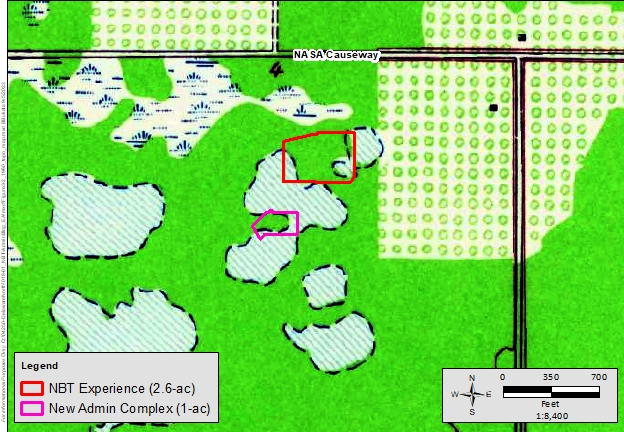 NASA Causeway
4
Legend
NBT Experience (2.6-ac)
New Admin Complex (1-ac)
N
W E
S
0 350 700
Feet
1:8,400